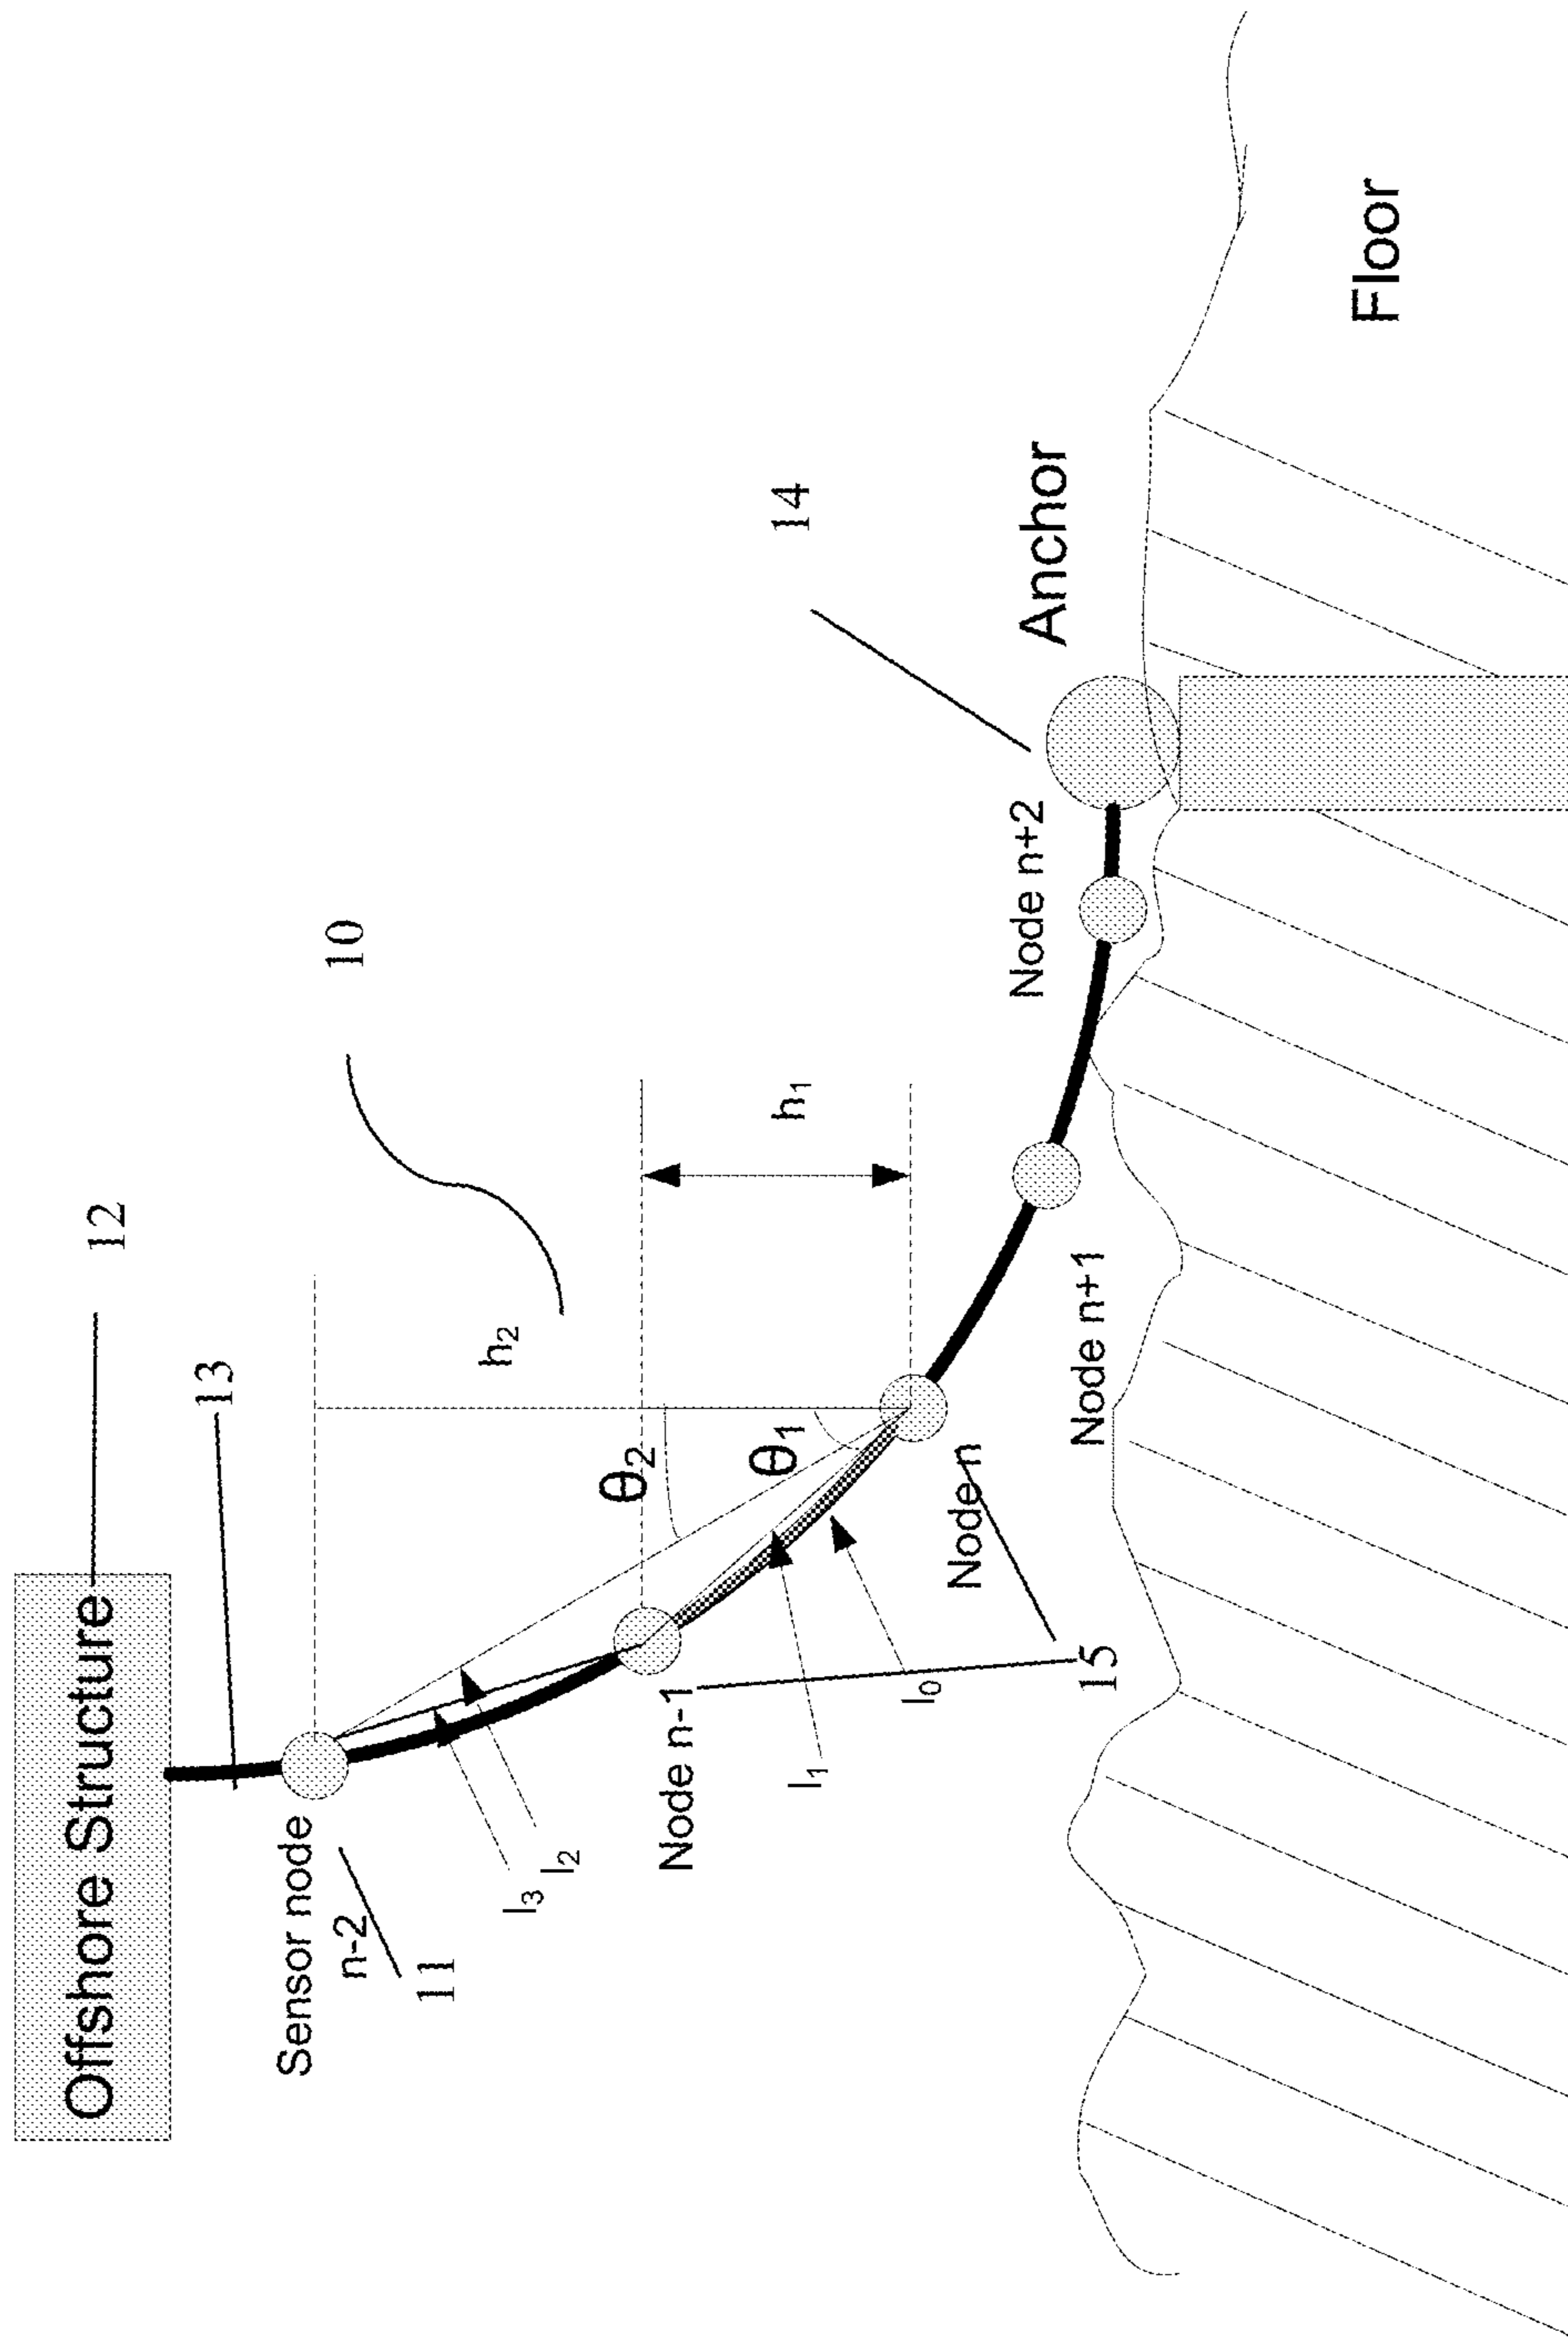 Offshore Structure
12
13
Sensor node
n-2
11
10
h2
l3
l2
θ2
Node n-1
θ1
h1
14
l1
l0
15
Node n
Node n+1
Node n+2
Anchor
Floor